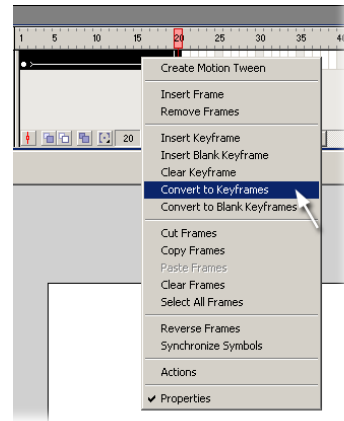 1 5 10 15 20 25 30 35 40
Create Motion Tween
Insert Frame
Remove Frames
Insert Keyframe
20
Insert Blank Keyframe
Clear Keyframe
Convert to Keyframes
Convert to Blank Keyframes
Cut Frames
Copy Frames
Paste Frames
Clear Frames
Select All Frames
Reverse Frames
Synchronize Symbols
Actions
Properties